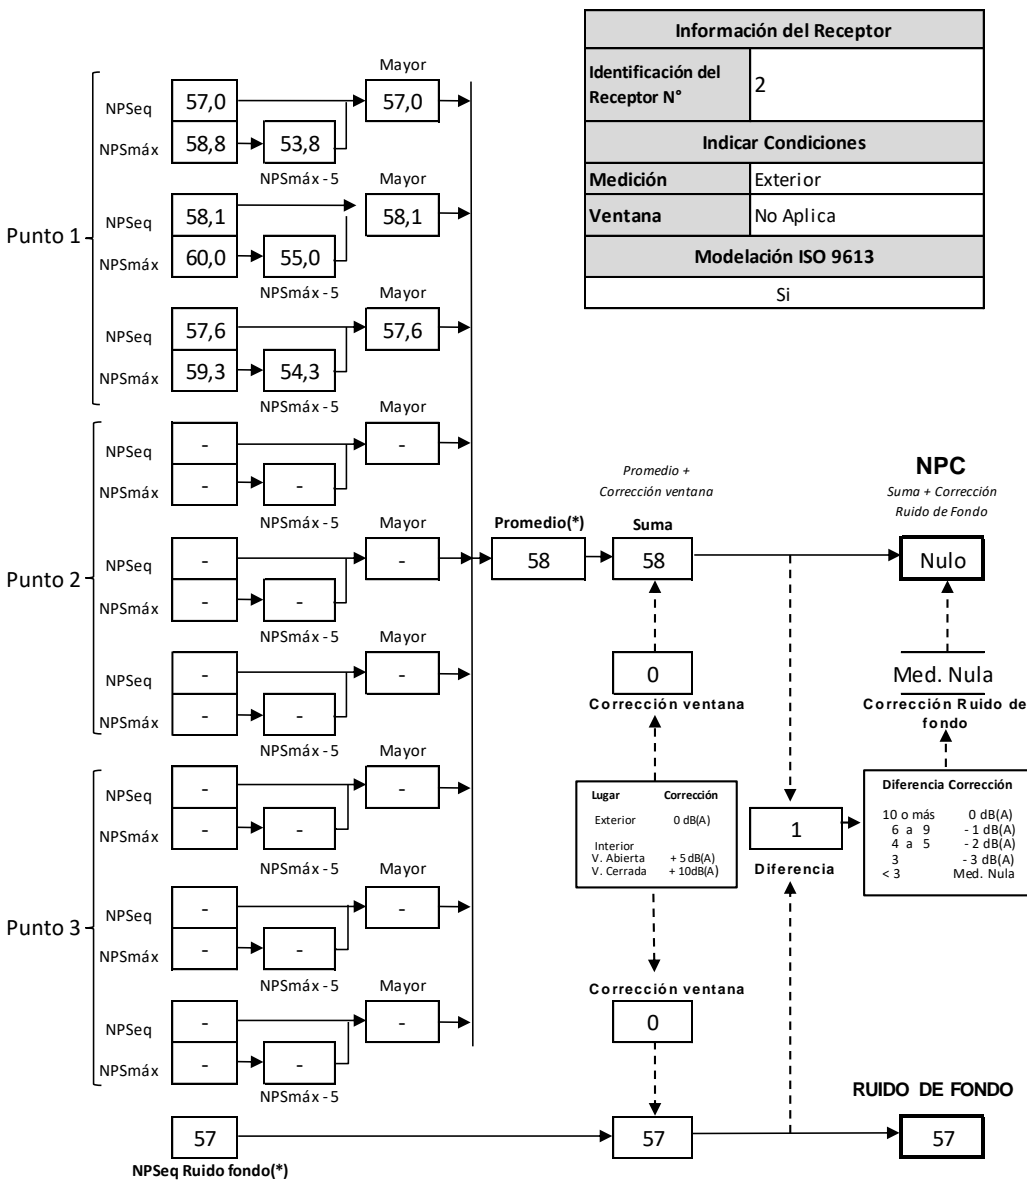 Información del Receptor
Identificación del
Receptor N°
2
Indicar Condiciones
Medición
Exterior
Ventana
No Aplica
Modelación ISO 9613
Si
Punto 1
Mayor
NPSeq
57,0
57,0
NPSmáx
58,8
53,8
NPSmáx - 5
Mayor
NPSeq
58,1
58,1
NPSmáx
60,0
55,0
NPSmáx - 5
Mayor
NPSeq
57,6
57,6
NPSmáx
59,3
54,3
NPSmáx - 5
Punto 2
Mayor
NPSeq
-
-
NPSmáx
-
-
NPSmáx - 5
Mayor
NPSeq
-
-
NPSmáx
-
-
NPSmáx - 5
Mayor
NPSeq
-
-
NPSmáx
-
-
NPSmáx - 5
Punto 3
Mayor
NPSeq
-
-
NPSmáx
-
-
NPSmáx - 5
Mayor
NPSeq
-
-
NPSmáx
-
-
NPSmáx - 5
Mayor
NPSeq
-
-
NPSmáx
-
-
NPSmáx - 5
57
NPSeq Ruido fondo(*)
Promedio(*)
58
Promedio +
Corrección ventana
Suma
58
0
Corrección ventana
Lugar Corrección
Exterior 0 dB(A)
Interior
V. Abierta + 5 dB(A)
V. Cerrada + 10dB(A)
Corrección ventana
0
57
1
Diferencia
NPC
Suma + Corrección
Ruido de Fondo
Nulo
Med. Nula
Corrección Ruido de
fondo
Diferencia Corrección
10 o más 0 dB(A)
6 a 9 - 1 dB(A)
4 a 5 - 2 dB(A)
3 - 3 dB(A)
< 3 Med. Nula
RUIDO DE FONDO
57